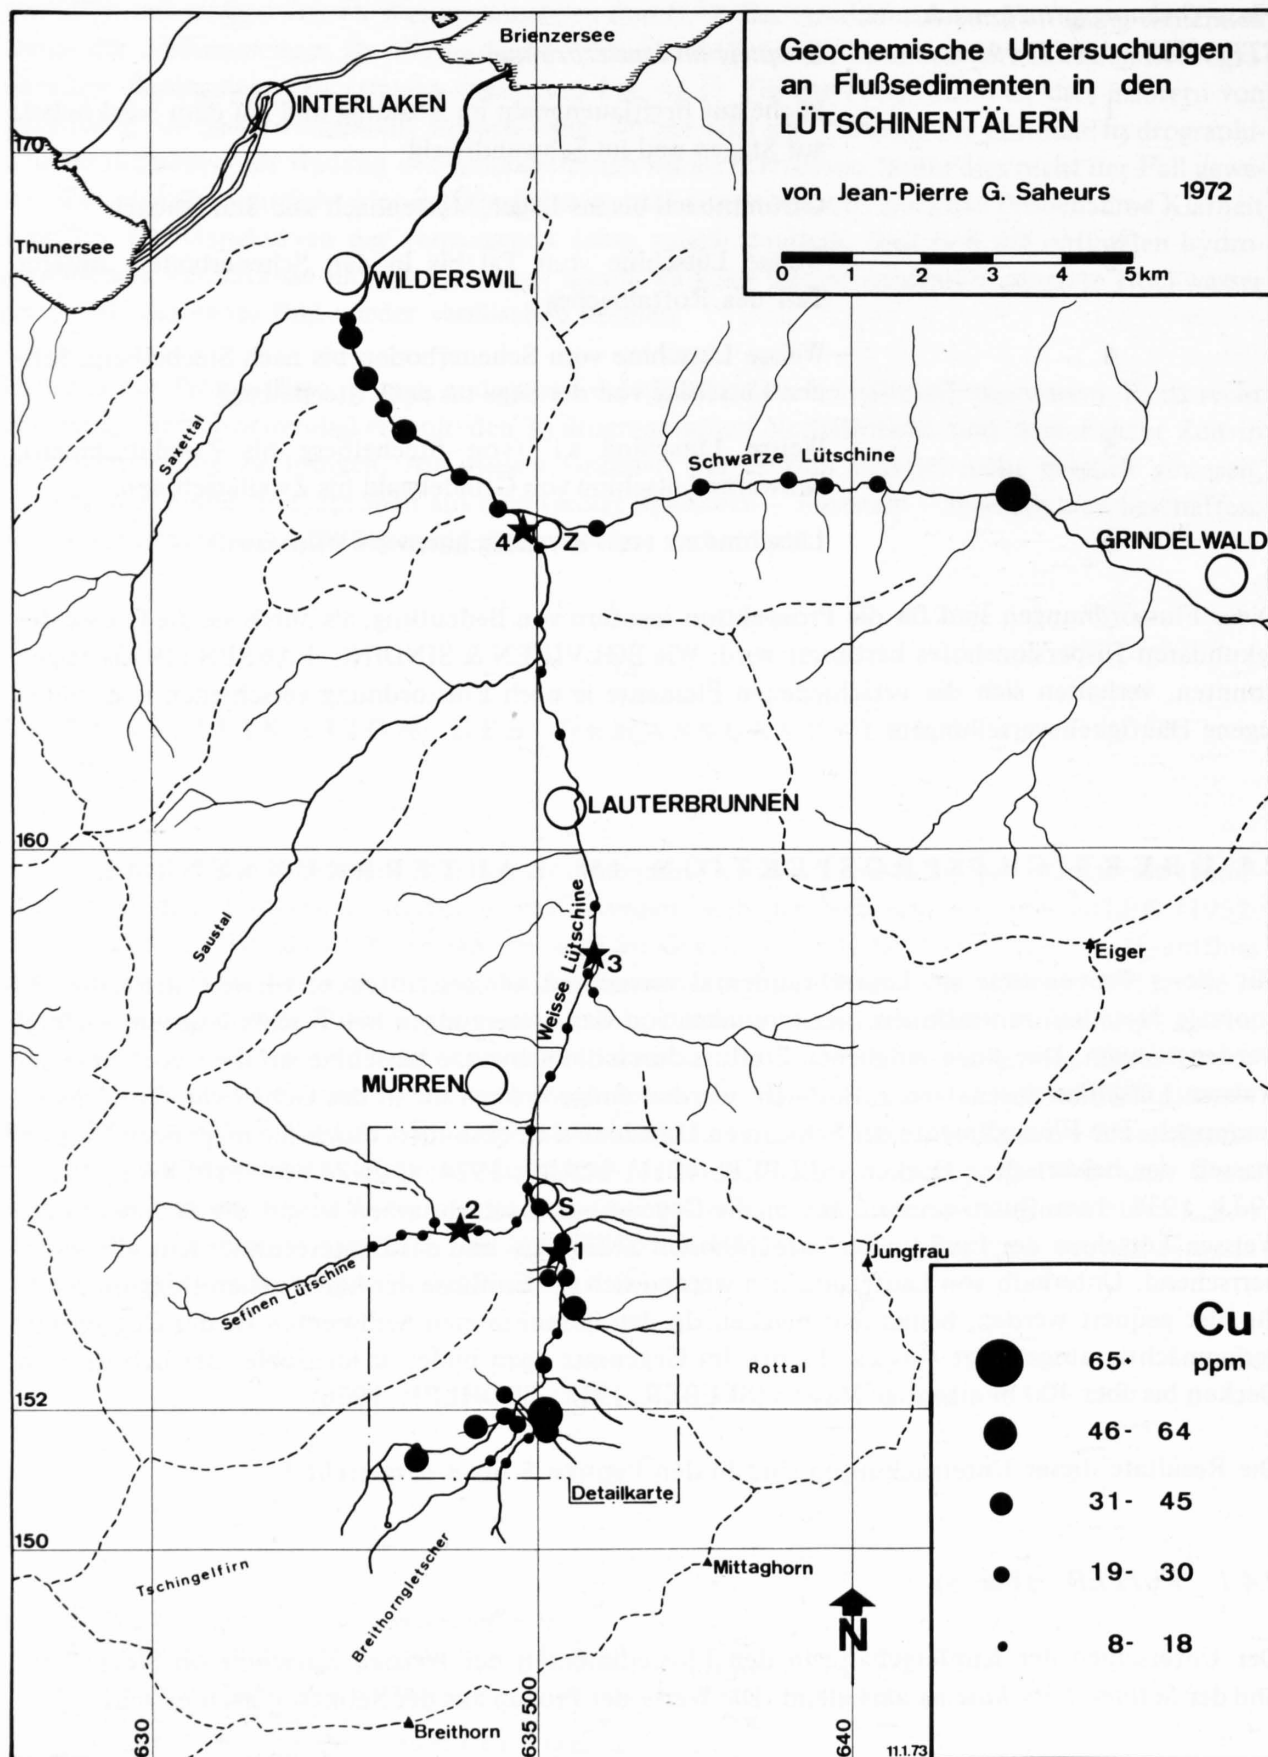 Brienzersee
INTERLAKEN
170
Thunersee
Geochemische Untersuchungen
an Flußsedimenten in den
LÜTSCHINENTÄLERN
von Jean-Pierre G. Saheurs 1972
0 1 2 3 4 5 km
WILDERSWIL
Saxettal
Schwarze Lütschine
4
Z
GRINDELWALD
LAUTERBRUNNEN
160
Saustal
Weisse Lütschine
3
Eiger
MÜRREN
2
S
1
Sefinen Lütschine
Jungfrau
Rottal
152
Detailkarte
150
Tschingelfirn
Breithorngletscher
Mittaghorn
N
Breithorn
630
635 500
640
11.1.73
Cu
ppm
65+
46- 64
31- 45
19- 30
8- 18